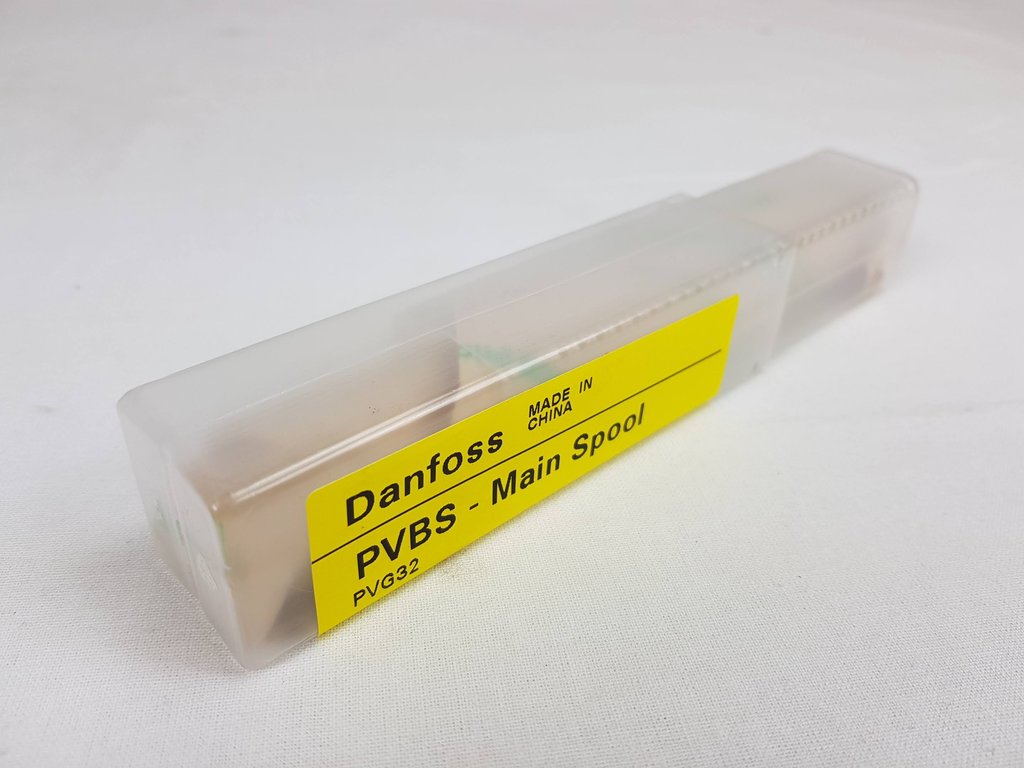 Danfoss
MADE IN
CHINA
PVBS - Main Spool
PVG32